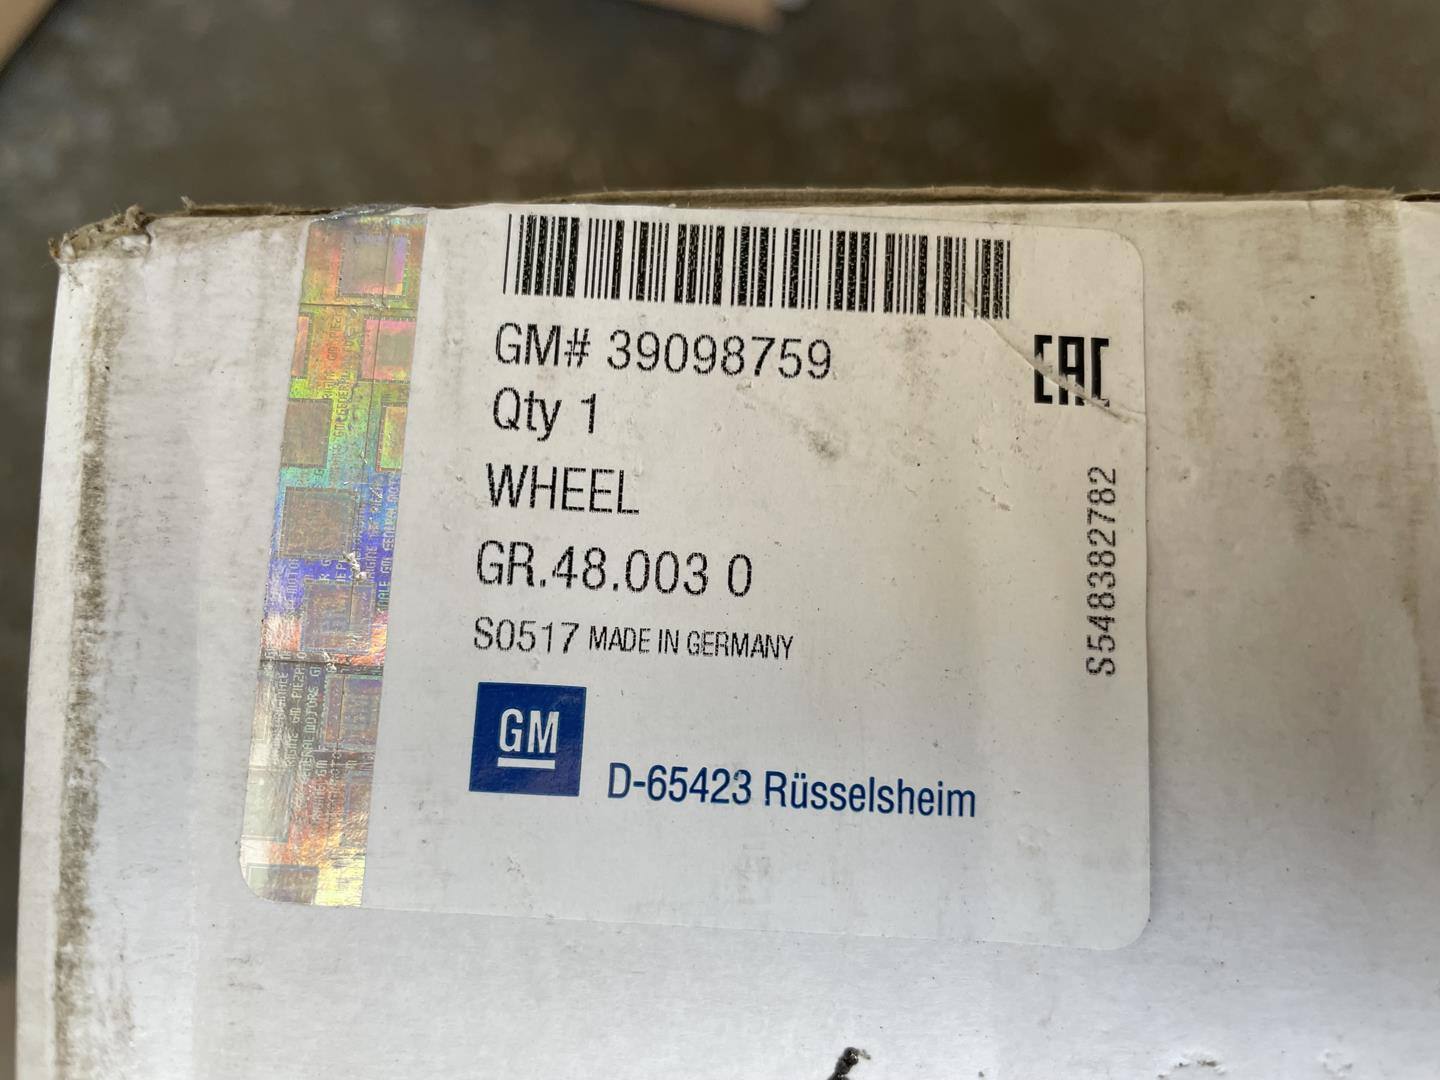 GM# 39098759
EAC
Qty 1
WHEEL
GR.48.003 0
S0517 MADE IN GERMANY
S548382782
GM
D-65423 Rüsselsheim